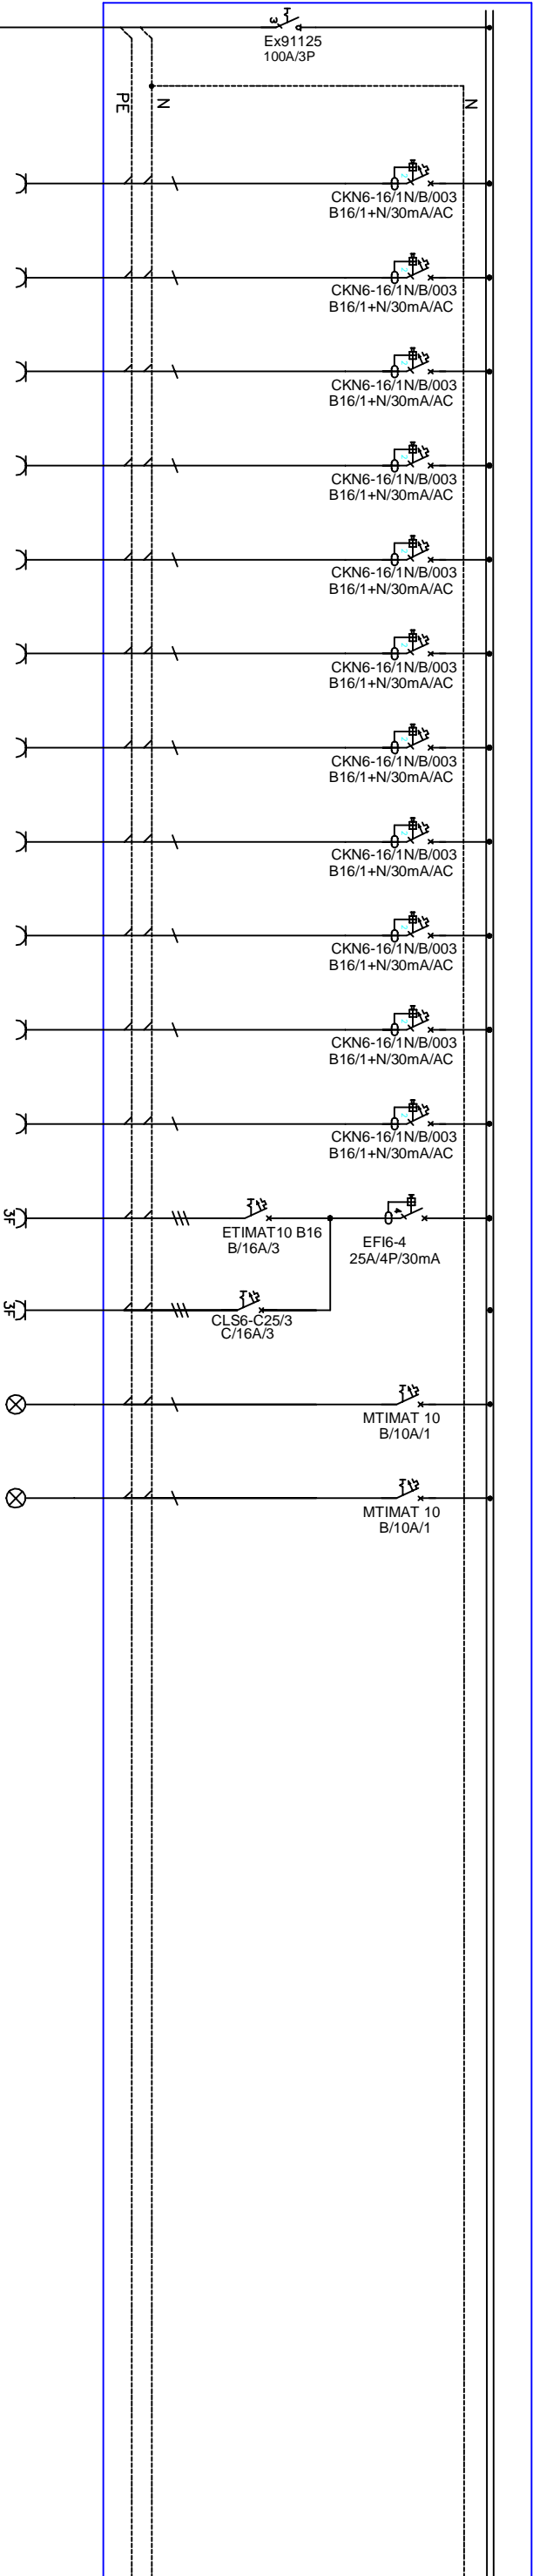 Ex91125
100A/3P
PE
N
N
CKN6-16/1N/B/003
B16/1+N/30mA/AC
CKN6-16/1N/B/003
B16/1+N/30mA/AC
CKN6-16/1N/B/003
B16/1+N/30mA/AC
CKN6-16/1N/B/003
B16/1+N/30mA/AC
CKN6-16/1N/B/003
B16/1+N/30mA/AC
CKN6-16/1N/B/003
B16/1+N/30mA/AC
CKN6-16/1N/B/003
B16/1+N/30mA/AC
CKN6-16/1N/B/003
B16/1+N/30mA/AC
CKN6-16/1N/B/003
B16/1+N/30mA/AC
CKN6-16/1N/B/003
B16/1+N/30mA/AC
CKN6-16/1N/B/003
B16/1+N/30mA/AC
3F
ETIMAT10 B16
B/16A/3
EFI6-4
25A/4P/30mA
3F
CLS6-C25/3
C/16A/3
MTIMAT 10
B/10A/1
MTIMAT 10
B/10A/1